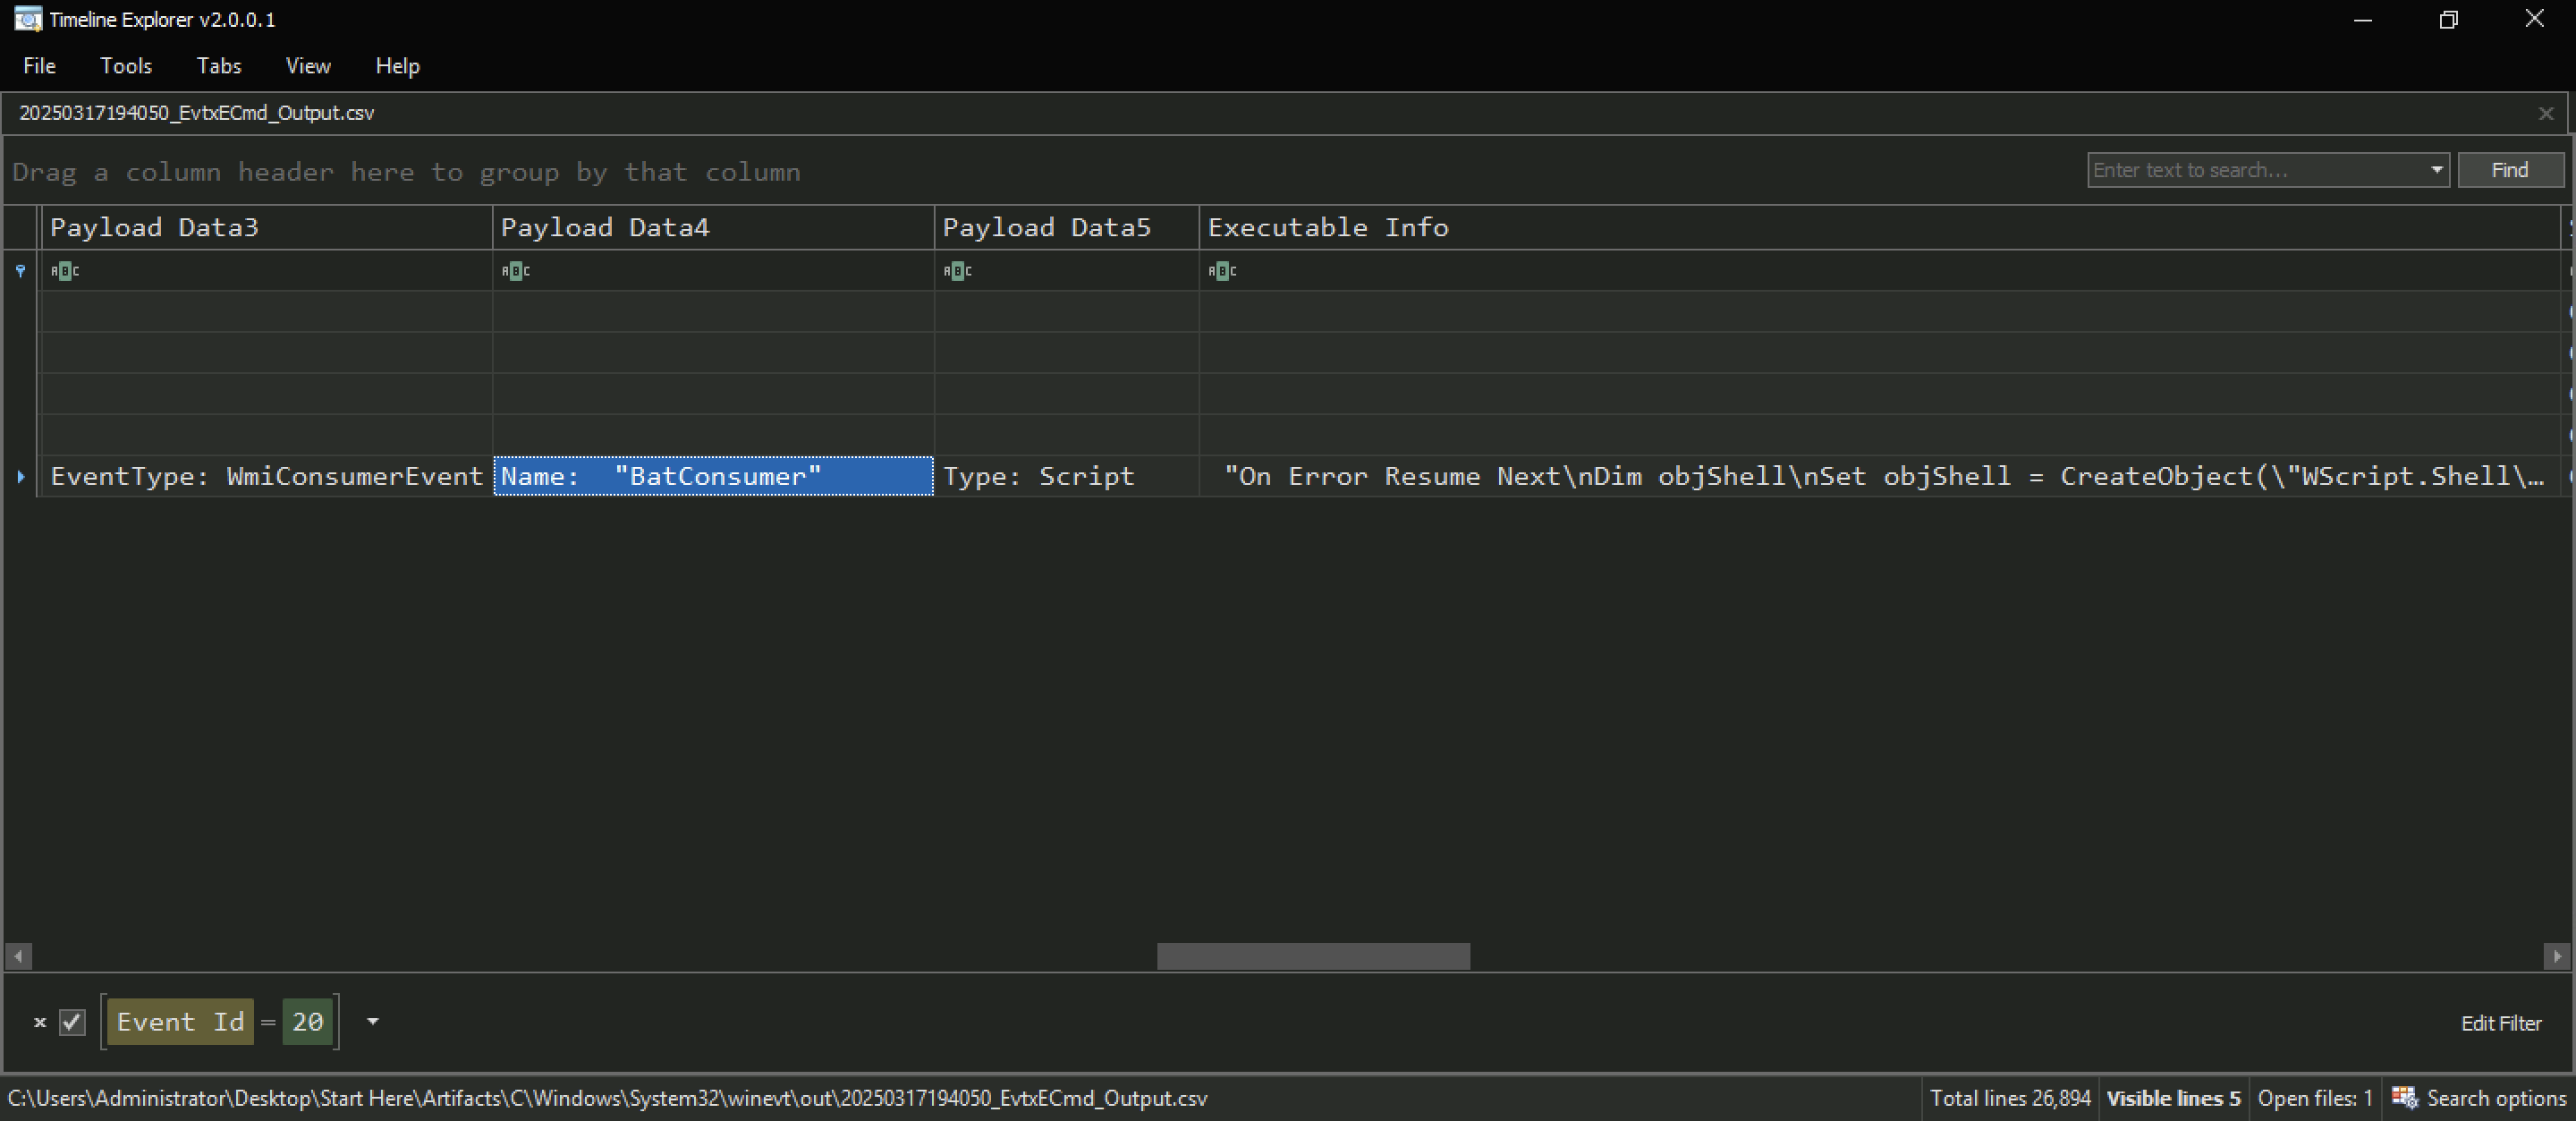 Timeline Explorer v2.0.0.1
File Tools Tabs View Help
20250317194050_EvtxECmd_Output.csv
Drag a column header here to group by that column
Enter text to search... Find
Payload Data3 Payload Data4 Payload Data5 Executable Info
ABC ABC ABC ABC
EventType: WmiConsumerEvent Name:  "BatConsumer" Type: Script "On Error Resume Next\nDim objShell\nSet objShell = CreateObject(\"WScript.Shell\…
x Event Id = 20
Edit Filter
C:\Users\Administrator\Desktop\Start Here\Artifacts\C\Windows\System32\winevt\out\20250317194050_EvtxECmd_Output.csv Total lines 26,894 Visible lines 5 Open files: 1 Search options